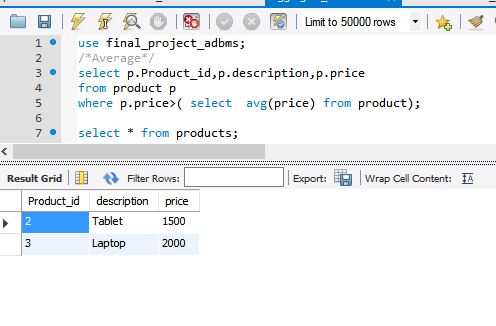 Limit to 50000 rows
1 use final_project_adbms;
2 /*Average*/
3 select p.Product_id,p.description,p.price
4 from product p
5 where p.price>( select  avg(price) from product);
6
7 select * from products;
Result Grid Filter Rows: Export: Wrap Cell Content:
Product_id description price
2 Tablet 1500
3 Laptop 2000